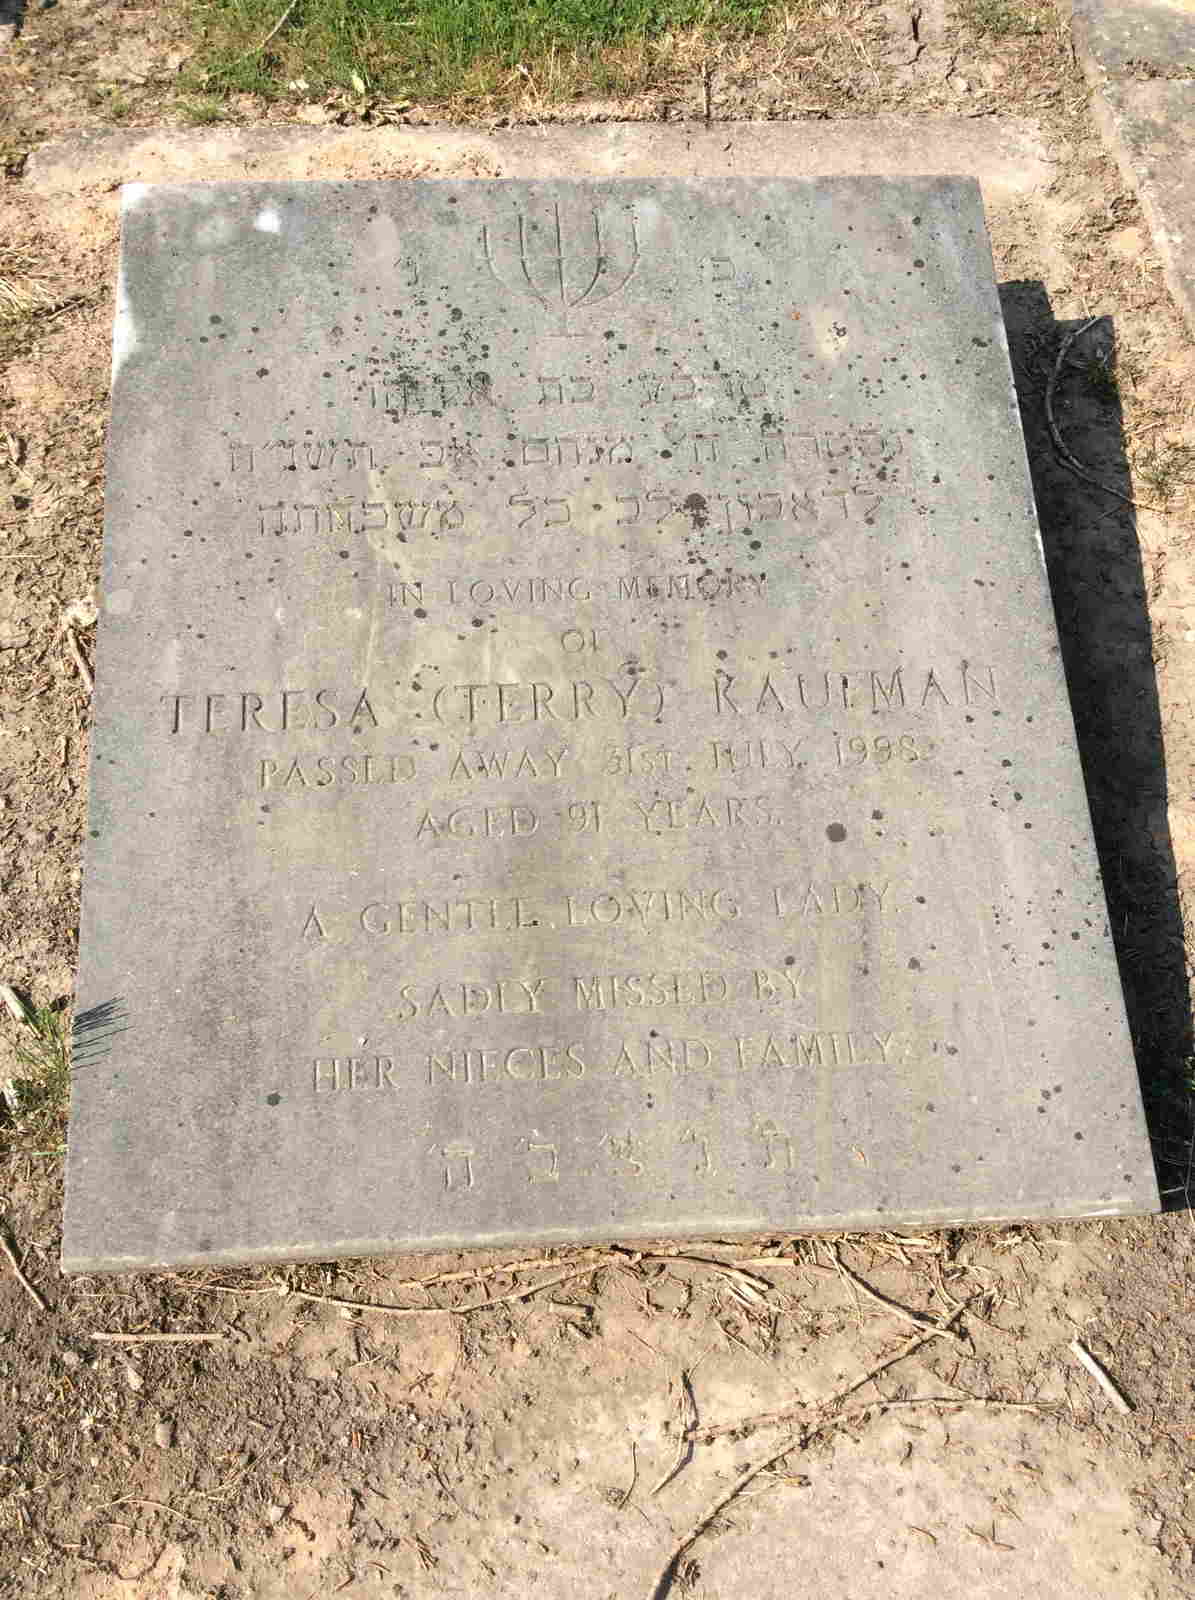 פ נ
בת
נפטרה ח׳ מנחם אב תשנ״ח
לדאבון לב כל משפחתה
IN LOVING MEMORY
OF
TERESA (TERRY) KAUFMAN
PASSED AWAY 31ST JULY, 1998
AGED 91 YEARS.
A GENTLE, LOVING LADY.
SADLY MISSED BY
HER NIECES AND FAMILY.
ת׳ נ׳ צ׳ ב׳ ה׳